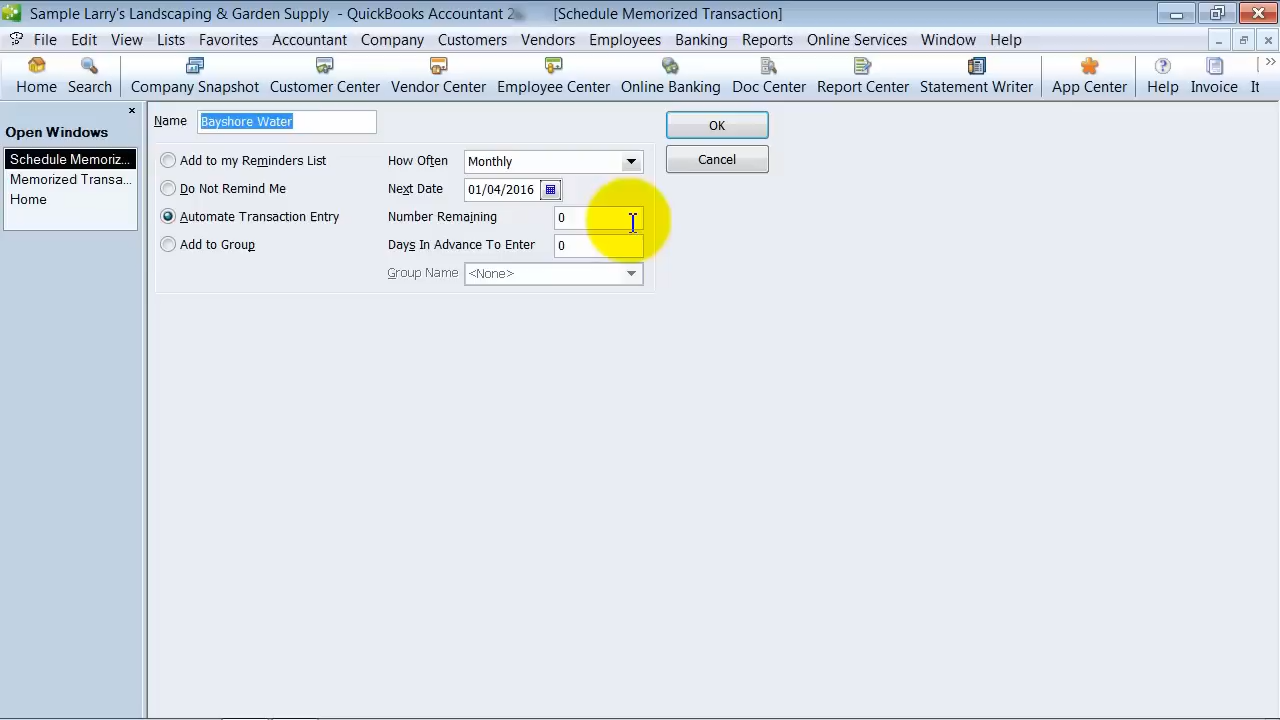 Sample Larry's Landscaping & Garden Supply - QuickBooks Accountant 2 [Schedule Memorized Transaction]
File Edit View Lists Favorites Accountant Company Customers Vendors Employees Banking Reports Online Services Window Help
Home Search Company Snapshot Customer Center Vendor Center Employee Center Online Banking Doc Center Report Center Statement Writer App Center Help Invoice It
Open Windows
Schedule Memoriz...
Memorized Transa...
Home
Name Bayshore Water
OK
Add to my Reminders List How Often Monthly
Cancel
Do Not Remind Me Next Date 01/04/2016
Automate Transaction Entry Number Remaining 0
Add to Group Days In Advance To Enter 0
Group Name <None>